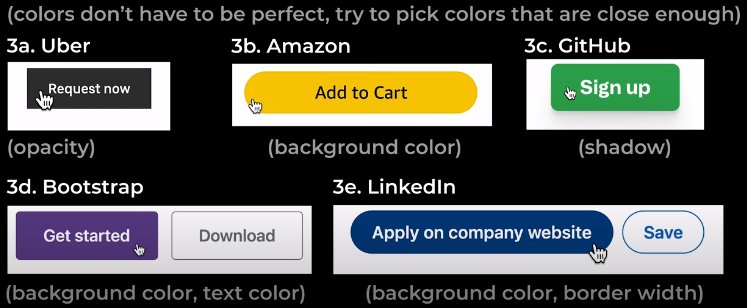 (colors don’t have to be perfect, try to pick colors that are close enough)
3a. Uber
3b. Amazon
3c. GitHub
Request now
Add to Cart
Sign up
(opacity)
(background color)
(shadow)
3d. Bootstrap
3e. LinkedIn
Get started
Download
Apply on company website
Save
(background color, text color)
(background color, border width)